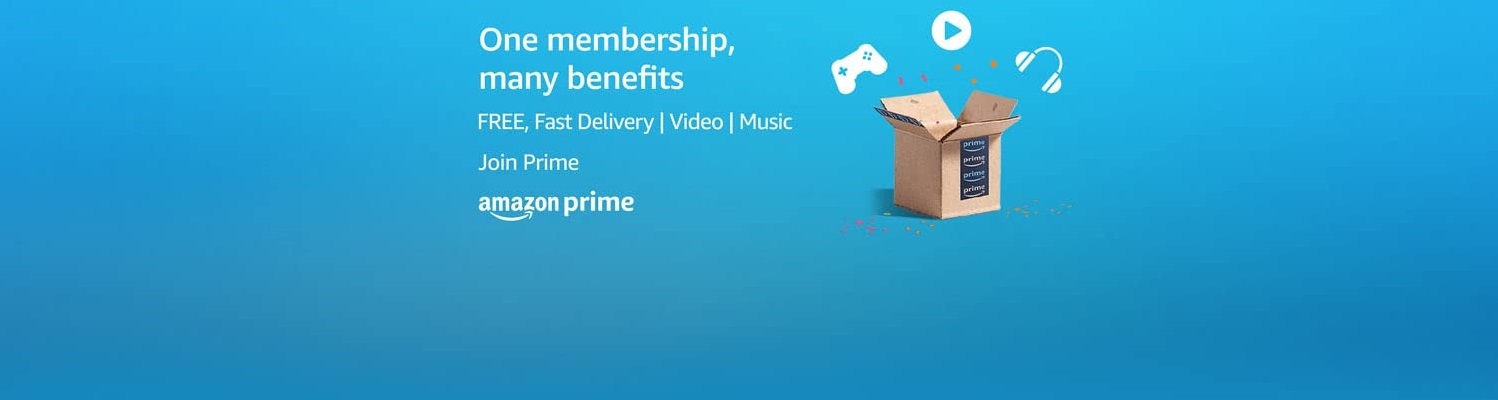 One membership,
many benefits
FREE, Fast Delivery | Video | Music
Join Prime
amazon prime
prime
prime
prime
prime